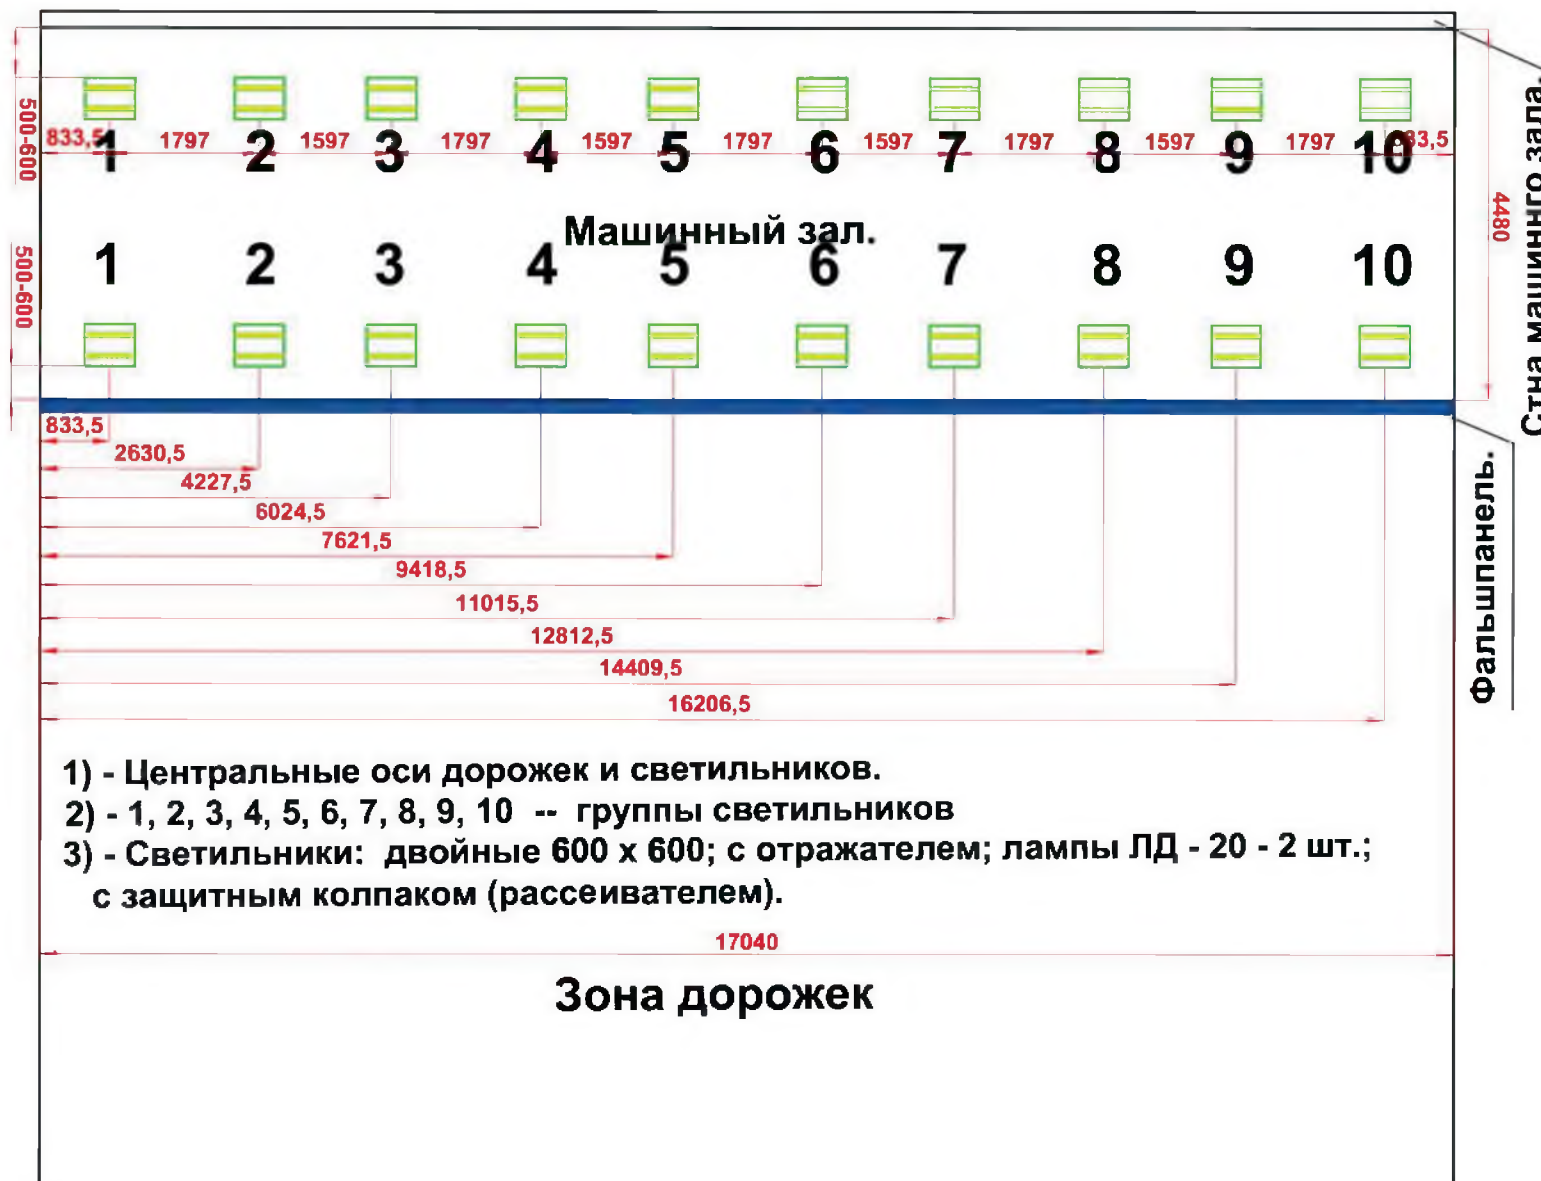 500-600
833,5 1797 1597 1797 1597 1797 1597 1797 1597 1797 833,5
1 2 3 4 5 6 7 8 9 10
Машинный зал.
1 2 3 4 5 6 7 8 9 10
500-600
4480
Стна машиннго зала.
Фальшпанель.
833,5
2630,5
4227,5
6024,5
7621,5
9418,5
11015,5
12812,5
14409,5
16206,5
1) - Центральные оси дорожек и светильников.
2) - 1, 2, 3, 4, 5, 6, 7, 8, 9, 10 -- группы светильников
3) - Светильники: двойные 600 х 600; с отражателем; лампы ЛД - 20 - 2 шт.;
с защитным колпаком (рассеивателем).
17040
Зона дорожек